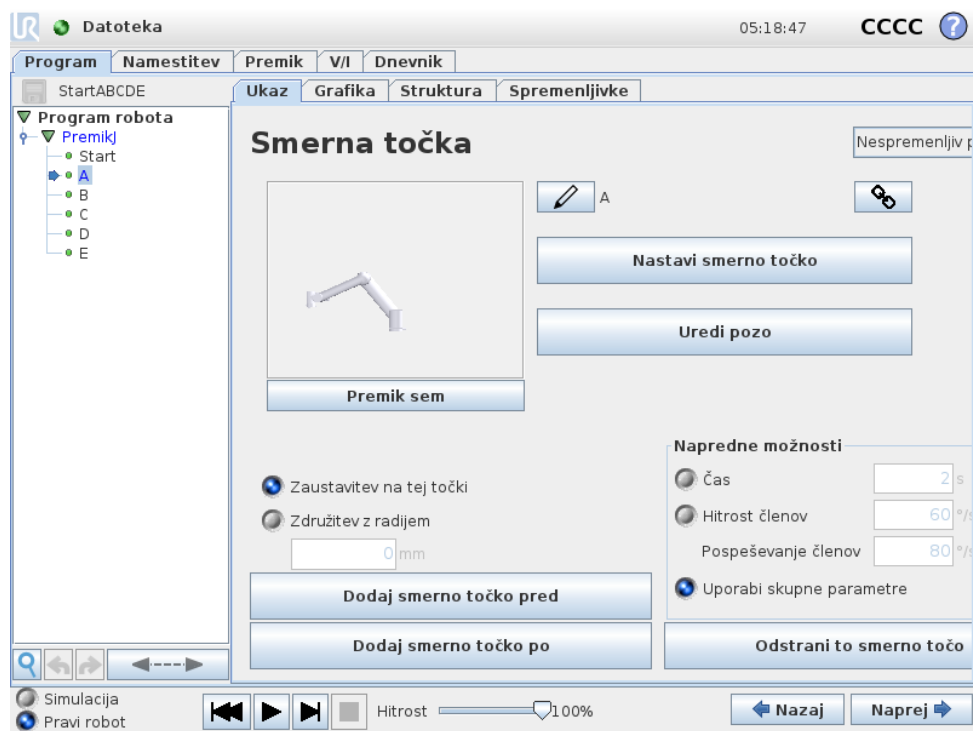 UR Datoteka 05:18:47 CCCC ?
Program Namestitev Premik V/I Dnevnik
StartABCDE
Ukaz Grafika Struktura Spremenljivke
Program robota
PremikJ
Start
A
B
C
D
E
Smerna točka
Nespremenljiv p
A
Nastavi smerno točko
Uredi pozo
Premik sem
Zaustavitev na tej točki
Združitev z radijem
0 mm
Napredne možnosti
Čas 2 s
Hitrost členov 60 °/s
Pospeševanje členov 80 °/s
Uporabi skupne parametre
Dodaj smerno točko pred
Dodaj smerno točko po
Odstrani to smerno točo
Simulacija
Pravi robot
Hitrost 100%
Nazaj
Naprej